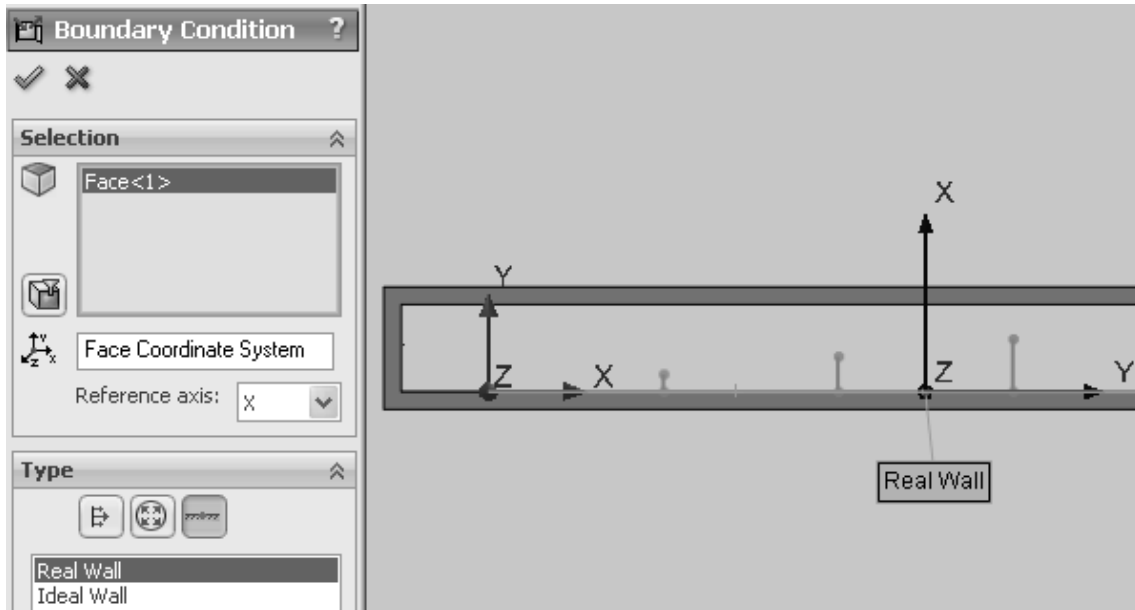 Boundary Condition ?
Selection
Face<1>
Face Coordinate System
Reference axis: X
Type
Real Wall
Ideal Wall
X
Y
Z X Z Y
Real Wall